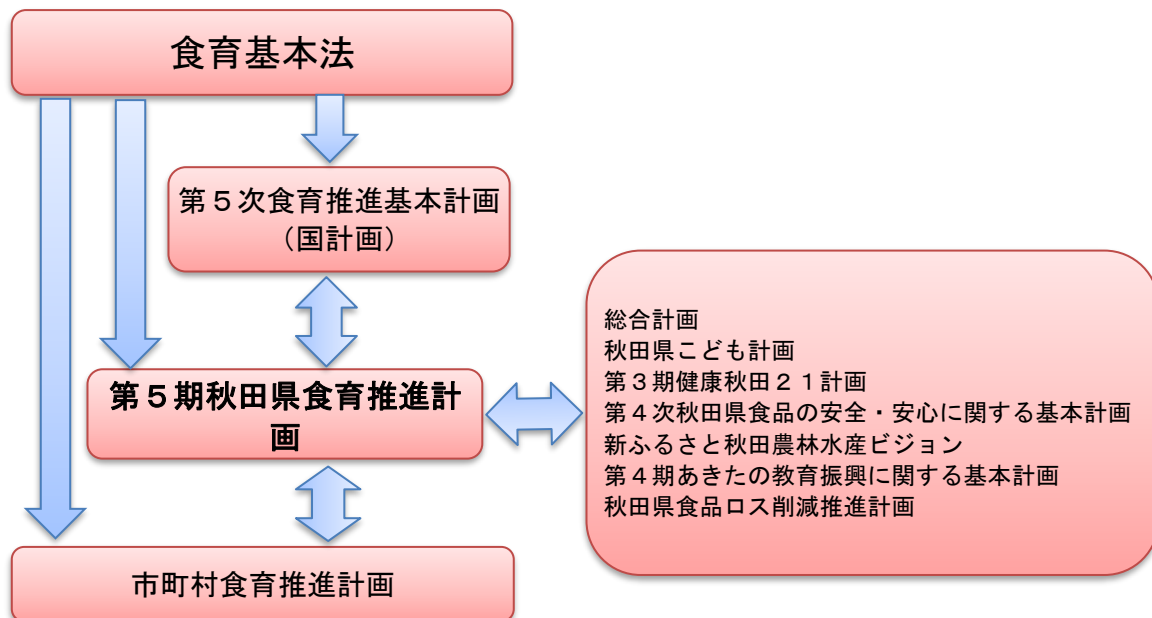 食育基本法
第５次食育推進基本計画
（国計画）
第５期秋田県食育推進計
画
総合計画
秋田県こども計画
第３期健康秋田２１計画
第４次秋田県食品の安全・安心に関する基本計画
新ふるさと秋田農林水産ビジョン
第４期あきたの教育振興に関する基本計画
秋田県食品ロス削減推進計画
市町村食育推進計画